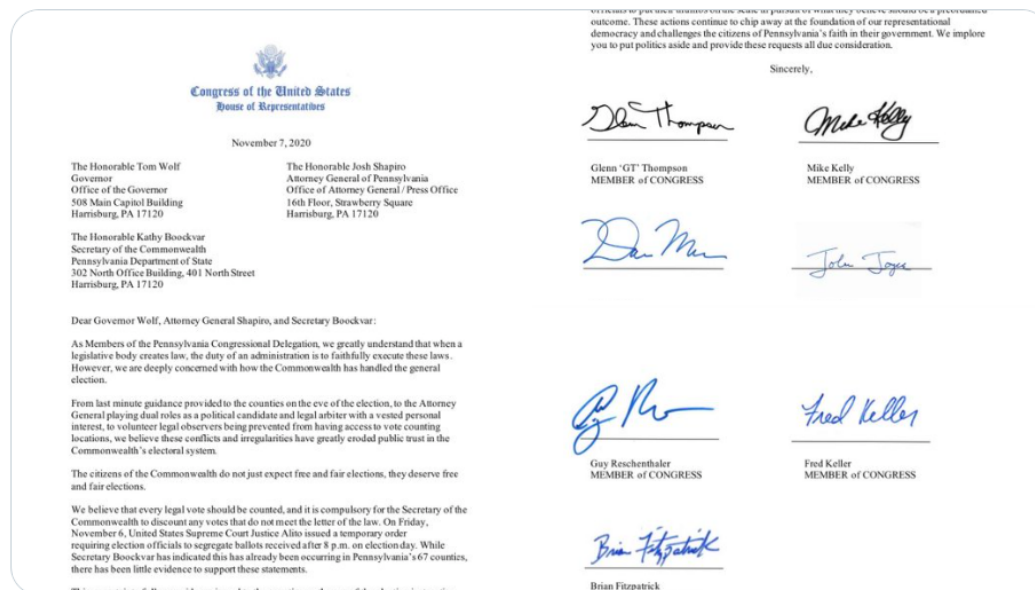 Congress of the United States
House of Representatives
November 7, 2020
The Honorable Tom Wolf
Governor
Office of the Governor
508 Main Capitol Building
Harrisburg, PA 17120
The Honorable Josh Shapiro
Attorney General of Pennsylvania
Office of Attorney General / Press Office
16th Floor, Strawberry Square
Harrisburg, PA 17120
The Honorable Kathy Boockvar
Secretary of the Commonwealth
Pennsylvania Department of State
302 North Office Building, 401 North Street
Harrisburg, PA 17120
Dear Governor Wolf, Attorney General Shapiro, and Secretary Boockvar:
As Members of the Pennsylvania Congressional Delegation, we greatly understand that when a
legislative body creates law, the duty of an administration is to faithfully execute these laws.
However, we are deeply concerned with how the Commonwealth has handled the general
election.
From last minute guidance provided to the counties on the eve of the election, to the Attorney
General playing dual roles as a political candidate and legal arbiter with a vested personal
interest, to volunteer legal observers being prevented from having access to vote counting
locations, we believe these conflicts and irregularities have greatly eroded public trust in the
Commonwealth's electoral system.
The citizens of the Commonwealth do not just expect free and fair elections, they deserve free
and fair elections.
We believe that every legal vote should be counted, and it is compulsory for the Secretary of the
Commonwealth to discount any votes that do not meet the letter of the law. On Friday,
November 6, United States Supreme Court Justice Alito issued a temporary order
requiring election officials to segregate ballots received after 8 p.m. on election day. While
Secretary Boockvar has indicated this has already been occurring in Pennsylvania's 67 counties,
there has been little evidence to support these statements.
outcome. These actions continue to chip away at the foundation of our representational
democracy and challenges the citizens of Pennsylvania's faith in their government. We implore
you to put politics aside and provide these requests all due consideration.
Sincerely,
Glenn Thompson
Glenn 'GT' Thompson
MEMBER of CONGRESS
Mike Kelly
Mike Kelly
MEMBER of CONGRESS
Dan
John Joyce
Guy Reschenthaler
MEMBER of CONGRESS
Fred Keller
Fred Keller
MEMBER of CONGRESS
Brian Fitzpatrick
Brian Fitzpatrick